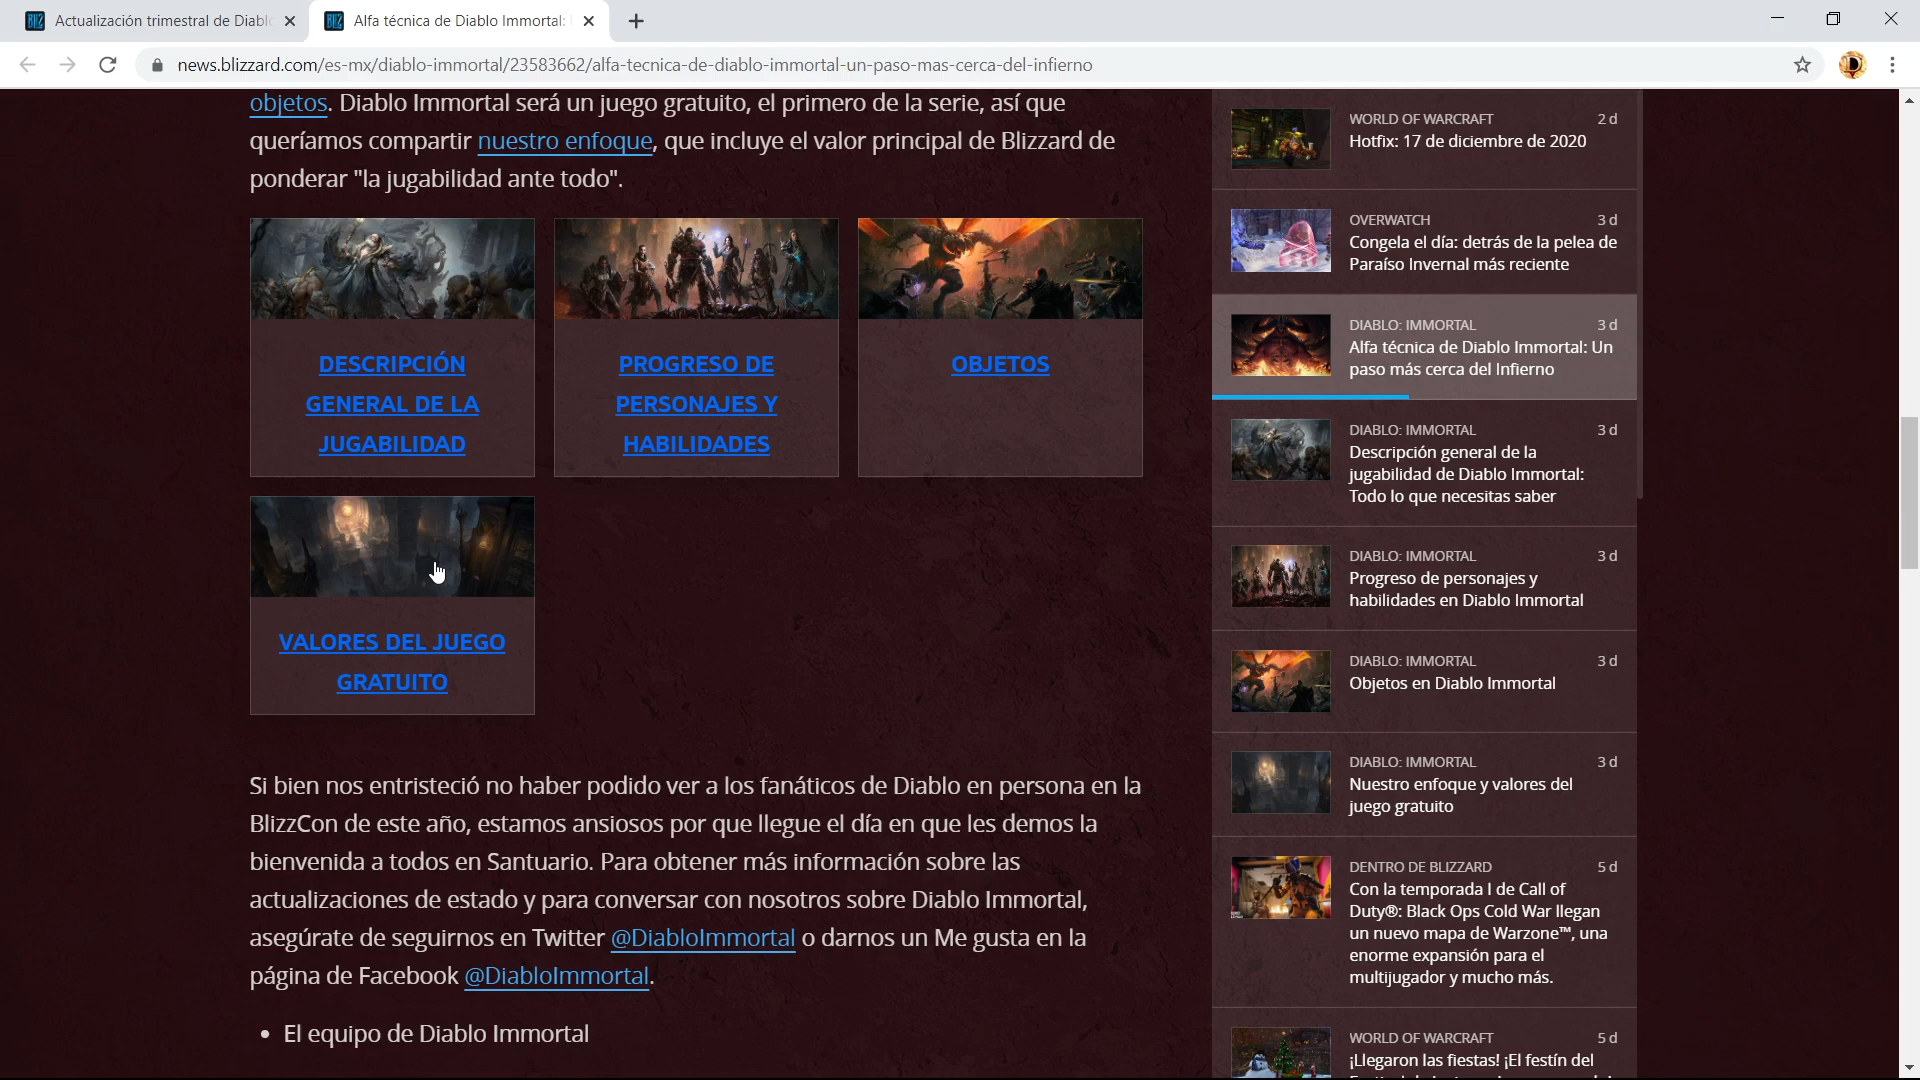 Actualización trimestral de Diablo
Alfa técnica de Diablo Immortal:
news.blizzard.com/es-mx/diablo-immortal/23583662/alfa-tecnica-de-diablo-immortal-un-paso-mas-cerca-del-infierno
objetos. Diablo Immortal será un juego gratuito, el primero de la serie, así que
queríamos compartir nuestro enfoque, que incluye el valor principal de Blizzard de
ponderar "la jugabilidad ante todo".
DESCRIPCIÓN
GENERAL DE LA
JUGABILIDAD
PROGRESO DE
PERSONAJES Y
HABILIDADES
OBJETOS
VALORES DEL JUEGO
GRATUITO
Si bien nos entristeció no haber podido ver a los fanáticos de Diablo en persona en la
BlizzCon de este año, estamos ansiosos por que llegue el día en que les demos la
bienvenida a todos en Santuario. Para obtener más información sobre las
actualizaciones de estado y para conversar con nosotros sobre Diablo Immortal,
asegúrate de seguirnos en Twitter @DiabloImmortal o darnos un Me gusta en la
página de Facebook @DiabloImmortal.
• El equipo de Diablo Immortal
WORLD OF WARCRAFT 2 d
Hotfix: 17 de diciembre de 2020
OVERWATCH 3 d
Congela el día: detrás de la pelea de
Paraíso Invernal más reciente
DIABLO: IMMORTAL 3 d
Alfa técnica de Diablo Immortal: Un
paso más cerca del Infierno
DIABLO: IMMORTAL 3 d
Descripción general de la
jugabilidad de Diablo Immortal:
Todo lo que necesitas saber
DIABLO: IMMORTAL 3 d
Progreso de personajes y
habilidades en Diablo Immortal
DIABLO: IMMORTAL 3 d
Objetos en Diablo Immortal
DIABLO: IMMORTAL 3 d
Nuestro enfoque y valores del
juego gratuito
DENTRO DE BLIZZARD 5 d
Con la temporada I de Call of
Duty®: Black Ops Cold War llegan
un nuevo mapa de Warzone™, una
enorme expansión para el
multijugador y mucho más.
WORLD OF WARCRAFT 5 d
¡Llegaron las fiestas! ¡El festín del